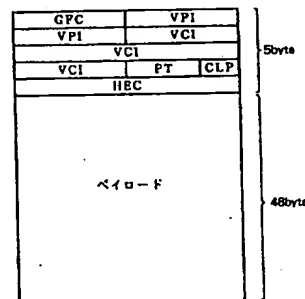 GFC VPI
VPI VCI
VCI
VCI PT CLP
HEC
5byte
ペイロード
48byte